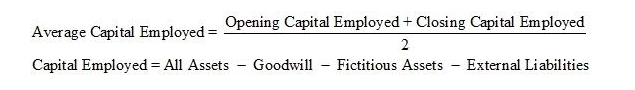 Average Capital Employed = Opening Capital Employed + Closing Capital Employed
2
Capital Employed = All Assets − Goodwill − Fictitious Assets − External Liabilities